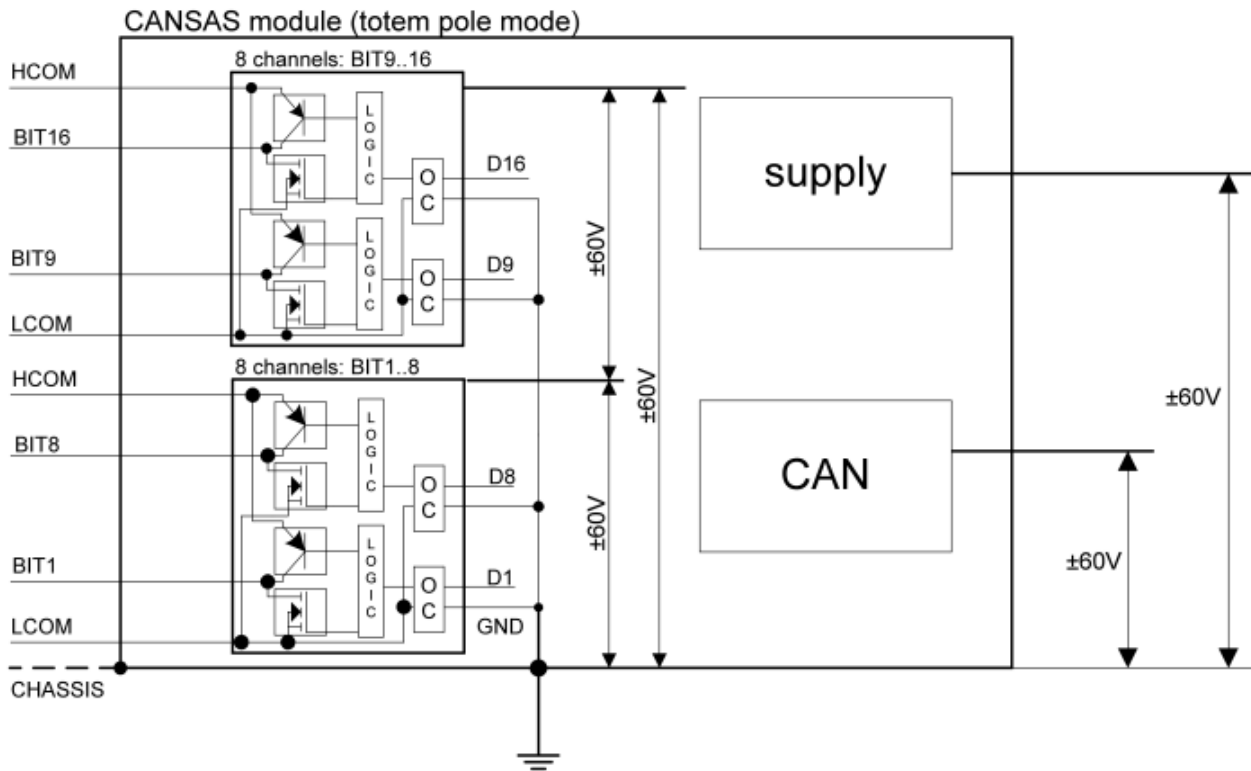 CANSAS module (totem pole mode)
8 channels: BIT9..16
HCOM
BIT16
LOGIC
OC
D16
BIT9
LOGIC
OC
D9
LCOM
±60V
±60V
supply
±60V
8 channels: BIT1..8
HCOM
BIT8
LOGIC
OC
D8
BIT1
LOGIC
OC
D1
LCOM
GND
±60V
CAN
±60V
CHASSIS